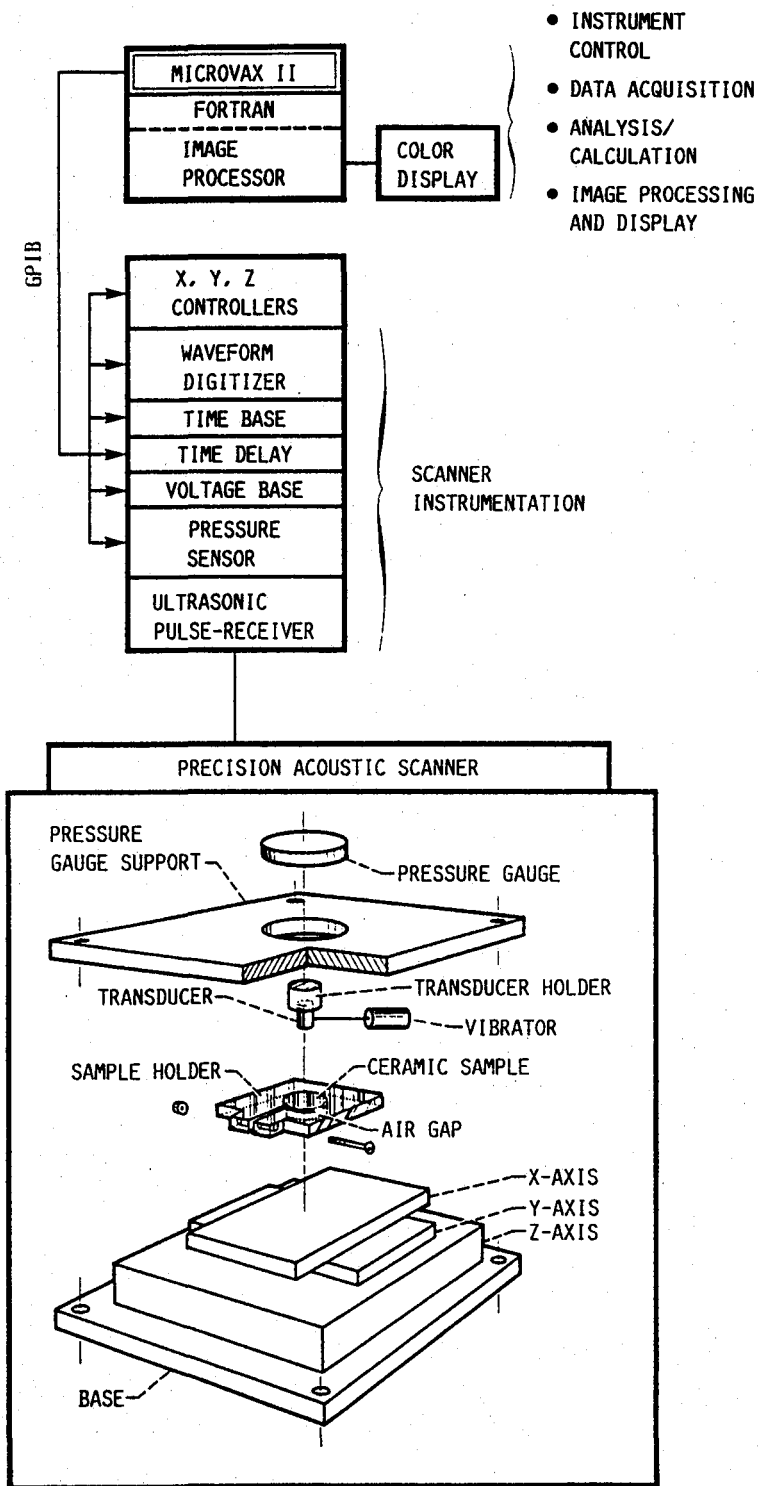 MICROVAX II
FORTRAN
IMAGE
PROCESSOR
COLOR
DISPLAY
• INSTRUMENT
CONTROL
• DATA ACQUISITION
• ANALYSIS/
CALCULATION
• IMAGE PROCESSING
AND DISPLAY
GPIB
X, Y, Z
CONTROLLERS
WAVEFORM
DIGITIZER
TIME BASE
TIME DELAY
VOLTAGE BASE
PRESSURE
SENSOR
ULTRASONIC
PULSE-RECEIVER
SCANNER
INSTRUMENTATION
PRECISION ACOUSTIC SCANNER
PRESSURE
GAUGE SUPPORT
PRESSURE GAUGE
TRANSDUCER
TRANSDUCER HOLDER
VIBRATOR
SAMPLE HOLDER
CERAMIC SAMPLE
AIR GAP
X-AXIS
Y-AXIS
Z-AXIS
BASE